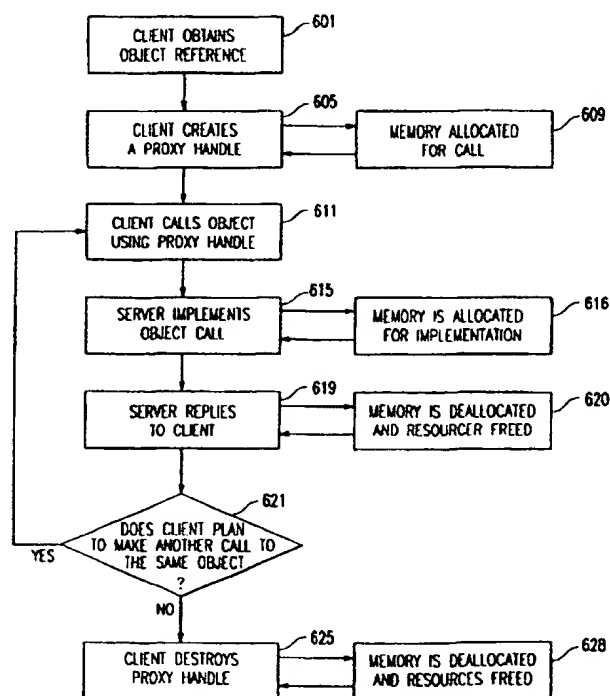 CLIENT OBTAINS
OBJECT REFERENCE
601
CLIENT CREATES
A PROXY HANDLE
605
MEMORY ALLOCATED
FOR CALL
609
CLIENT CALLS OBJECT
USING PROXY HANDLE
611
SERVER IMPLEMENTS
OBJECT CALL
615
MEMORY IS ALLOCATED
FOR IMPLEMENTATION
616
SERVER REPLIES
TO CLIENT
619
MEMORY IS DEALLOCATED
AND RESOURCER FREED
620
DOES CLIENT PLAN
TO MAKE ANOTHER CALL TO
THE SAME OBJECT
?
621
YES
NO
CLIENT DESTROYS
PROXY HANDLE
625
MEMORY IS DEALLOCATED
AND RESOURCES FREED
628